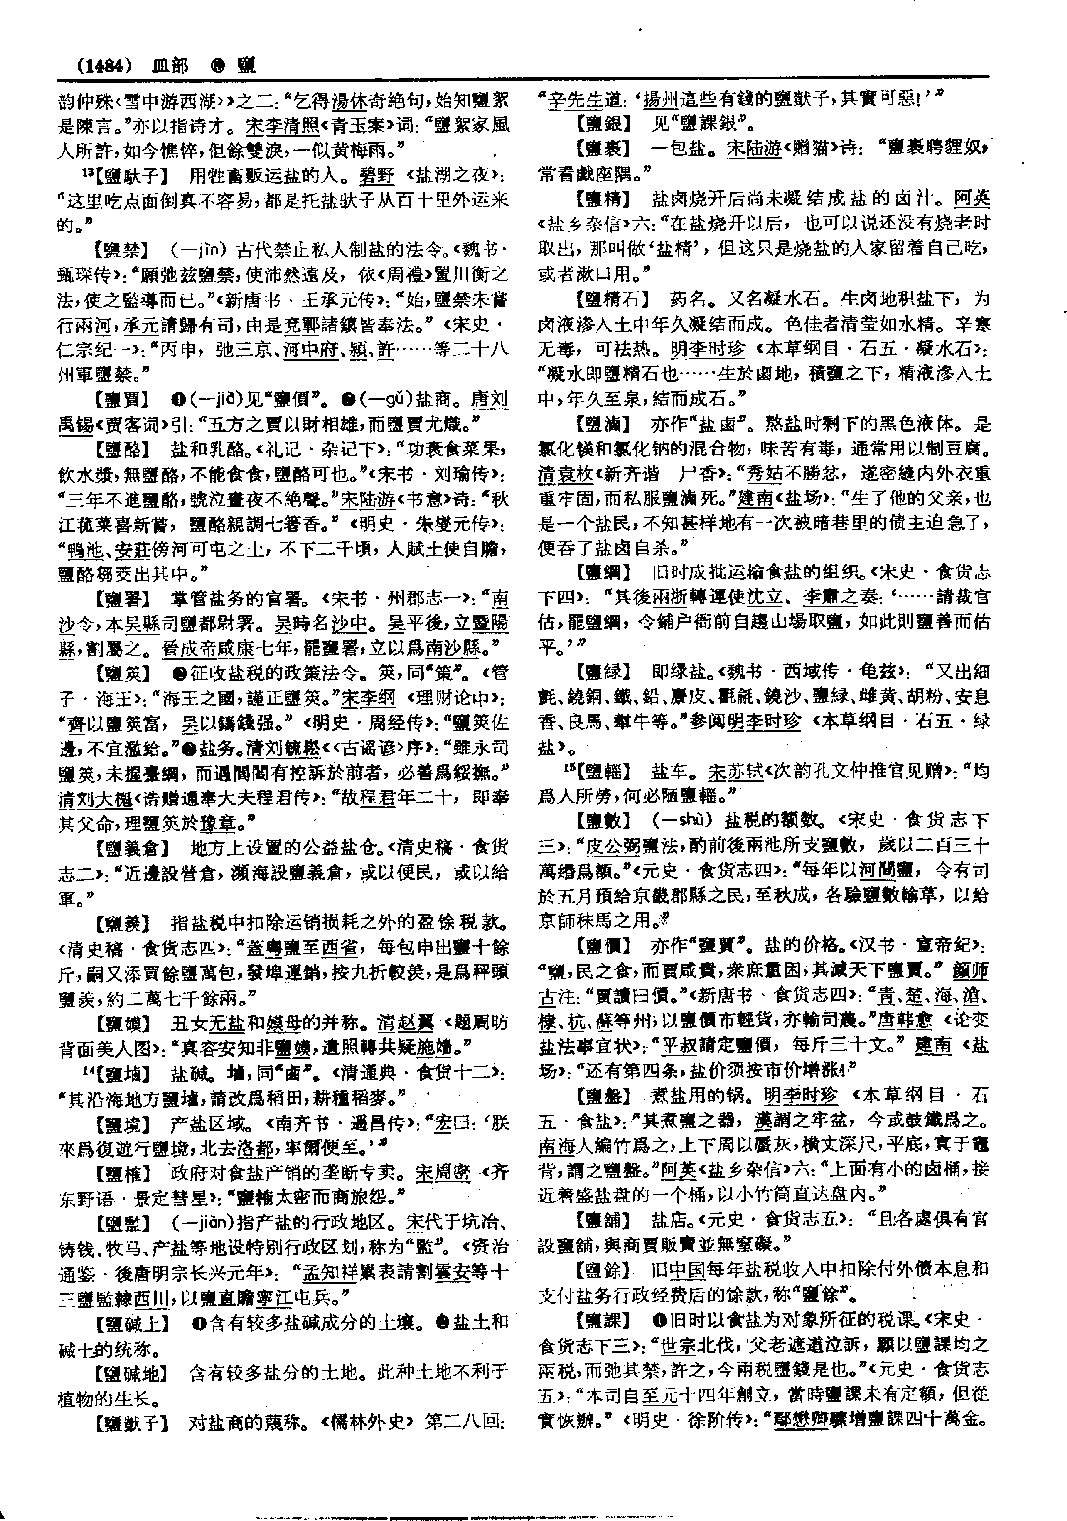 (1484) 皿部 ⑲ 鹽
韵仲殊《雪中游西湖》之二：“乞得湯休奇绝句，始知鹽絮
是陳言。”亦以指诗才。宋李清照《青玉案》词：“鹽絮家風
人所許，如今憔悴，但餘雙淚，一似黄梅雨。”
13【鹽馱子】 用牲畜贩运盐的人。碧野《盐湖之夜》：
“这里吃点面倒真不容易，都是托盐驮子从百十里外运来
的。”
【鹽禁】 （—jìn）古代禁止私人制盐的法令。《魏书·
甄琛传》：“願弛兹鹽禁，使沛然遠及，依《周禮》置川衡之
法，使之監導而已。”《新唐书·王承元传》：“始，鹽禁未嘗
行兩河，承元請歸有司，由是兗鄆諸鎮皆奉法。”《宋史·
仁宗纪一》：“丙申，弛三京、河中府、潁、許……等二十八
州軍鹽禁。”
【鹽賈】 ❶（—jià）见“鹽價”。❷（—gǔ）盐商。唐刘
禹锡《贾客词》引：“五方之賈以財相雄，而鹽賈尤熾。”
【鹽酪】 盐和乳酪。《礼记·杂记下》：“功衰食菜果，
飲水漿，無鹽酪，不能食食，鹽酪可也。”《宋书·刘瑜传》：
“三年不進鹽酪，號泣晝夜不絶聲。”宋陆游《书意》诗：“秋
江菰菜喜新嘗，鹽酪親調七箸香。”《明史·朱燮元传》：
“鴨池、安莊傍河可屯之土，不下二千頃，人賦土使自贍，
鹽酪芻茭出其中。”
【鹽署】 掌管盐务的官署。《宋书·州郡志一》：“南
沙令，本吴縣司鹽都尉署。吴時名沙中。吴平後，立暨陽
縣，割屬之。晉成帝咸康七年，罷鹽署，立以爲南沙縣。”
【鹽筴】 ❶征收盐税的政策法令。筴，同“策”。《管
子·海王》：“海王之國，謹正鹽筴。”宋李纲《理财论中》：
“齊以鹽筴富，吴以鑄錢强。”《明史·周经传》：“鹽筴佐
邊，不宜濫給。”❷盐务。清刘毓崧《〈古谣谚〉序》：“雖永司
鹽筴，未握臺綱，而遇閭閻有控訴於前者，必善爲綏撫。”
清刘大櫆《诰赠通奉大夫程君传》：“故程君年二十，即奉
其父命，理鹽筴於豫章。”
【鹽義倉】 地方上设置的公益盐仓。《清史稿·食货
志二》：“近邊設營倉，瀕海設鹽義倉，或以便民，或以給
軍。”
【鹽羨】 指盐税中扣除运销损耗之外的盈馀税款。
《清史稿·食货志四》：“蓋粤鹽至西省，每包申出鹽十餘
斤，嗣又添買餘鹽萬包，發埠運銷，按九折較羨，是爲秤頭
鹽羨，約二萬七千餘兩。”
【鹽嫫】 丑女无盐和嫫母的并称。清赵翼《题周昉
背面美人图》：“真容安知非鹽嫫，遺照轉共疑施嬙。”
14【鹽墉】 盐碱。墉，同“鹵”。《清通典·食货十二》：
“其沿海地方鹽墉，請改爲稻田，耕種稻麥。”
【鹽境】 产盐区域。《南齐书·遥昌传》：“宏曰：‘朕
來爲復遊行鹽境，北去洛都，率爾便至。’”
【鹽榷】 政府对食盐产销的垄断专卖。宋周密《齐
东野语·景定彗星》：“鹽榷太密而商旅怨。”
【鹽監】 （—jiàn）指产盐的行政地区。宋代于坑冶、
铸钱、牧马、产盐等地设特别行政区划，称为“監”。《资治
通鉴·後唐明宗长兴元年》：“孟知祥累表請割雲安等十
三鹽監隸西川，以鹽直贍寧江屯兵。”
【鹽碱土】 ❶含有较多盐碱成分的土壤。❷盐土和
碱土的统称。
【鹽碱地】 含有较多盐分的土地。此种土地不利于
植物的生长。
【鹽獃子】 对盐商的蔑称。《儒林外史》第二八回：
“辛先生道：‘揚州這些有錢的鹽獃子，其實可惡！’”
【鹽銀】 见“鹽課銀”。
【鹽裹】 一包盐。宋陆游《赠猫》诗：“鹽裹聘貍奴，
常看戲座隅。”
【鹽精】 盐卤烧开后尚未凝结成盐的卤汁。阿英
《盐乡杂信》六：“在盐烧开以后，也可以说还没有烧老时
取出，那叫做‘盐精’，但这只是烧盐的人家留着自己吃，
或者漱口用。”
【鹽精石】 药名。又名凝水石。生卤地积盐下，为
卤液渗入土中年久凝结而成。色佳者清莹如水精。辛寒
无毒，可祛热。明李时珍《本草纲目·石五·凝水石》：
“凝水即鹽精石也……生於鹵地，積鹽之下，精液滲入土
中，年久至泉，結而成石。”
【鹽滷】 亦作“盐卤”。熬盐时剩下的黑色液体。是
氯化镁和氯化钠的混合物，味苦有毒，通常用以制豆腐。
清袁枚《新齐谐·尸香》：“秀姑不勝忿，遂密縫内外衣重
重牢固，而私服鹽滷死。”建南《盐场》：“生了他的父亲，也
是一个盐民，不知甚样地有一次被暗巷里的债主迫急了，
便吞了盐卤自杀。”
【鹽綱】 旧时成批运输食盐的组织。《宋史·食货志
下四》：“其後兩浙轉運使沈立、李肅之奏：‘……請裁官
估，罷鹽綱，令鋪户衙前自趨山場取鹽，如此則鹽善而估
平。’”
【鹽緑】 即绿盐。《魏书·西域传·龟兹》：“又出細
氈、鐃銅、鐵、鉛、麖皮、氍毹、鐃沙、鹽緑、雌黄、胡粉、安息
香、良馬、犎牛等。”参阅明李时珍《本草纲目·石五·绿
盐》。
15【鹽輜】 盐车。宋苏轼《次韵孔文仲推官见赠》：“均
爲人所勞，何必陋鹽輜。”
【鹽數】 （—shù）盐税的额数。《宋史·食货志下
三》：“皮公弼鹽法，酌前後兩池所支鹽數，歲以二百三十
萬緡爲額。”《元史·食货志四》：“每年以河間鹽，令有司
於五月預給京畿郡縣之民，至秋成，各驗鹽數輸草，以給
京師秣馬之用。”
【鹽價】 亦作“鹽賈”。盐的价格。《汉书·宣帝纪》：
“鹽，民之食，而賈咸貴，衆庶重困，其減天下鹽賈。”颜师
古注：“賈讀曰價。”《新唐书·食货志四》：“青、楚、海、滄、
棣、杭、蘇等州，以鹽價市輕貨，亦輸司農。”唐韩愈《论变
盐法事宜状》：“平叔請定鹽價，每斤三十文。”建南《盐
场》：“还有第四条，盐价须按市价增涨！”
【鹽盤】 煮盐用的锅。明李时珍《本草纲目·石
五·食盐》：“其煮鹽之器，漢謂之牢盆，今或鼓鐵爲之。
南海人編竹爲之，上下周以蜃灰，横丈深尺，平底，寘于竈
背，謂之鹽盤。”阿英《盐乡杂信》六：“上面有小的卤桶，接
近着盛盐盘的一个桶，以小竹筒直达盘内。”
【鹽鋪】 盐店。《元史·食货志五》：“且各處俱有官
設鹽鋪，與商賈販賣並無窒礙。”
【鹽餘】 旧中国每年盐税收入中扣除付外债本息和
支付盐务行政经费后的馀款，称“鹽餘”。
【鹽課】 ❶旧时以食盐为对象所征的税课。《宋史·
食货志下三》：“世宗北伐，父老遮道泣訴，願以鹽課均之
兩税，而弛其禁，許之，今兩税鹽錢是也。”《元史·食货志
五》：“本司自至元十四年創立，當時鹽課未有定額，但從
實恢辦。”《明史·徐阶传》：“鄢懋卿驟增鹽課四十萬金。